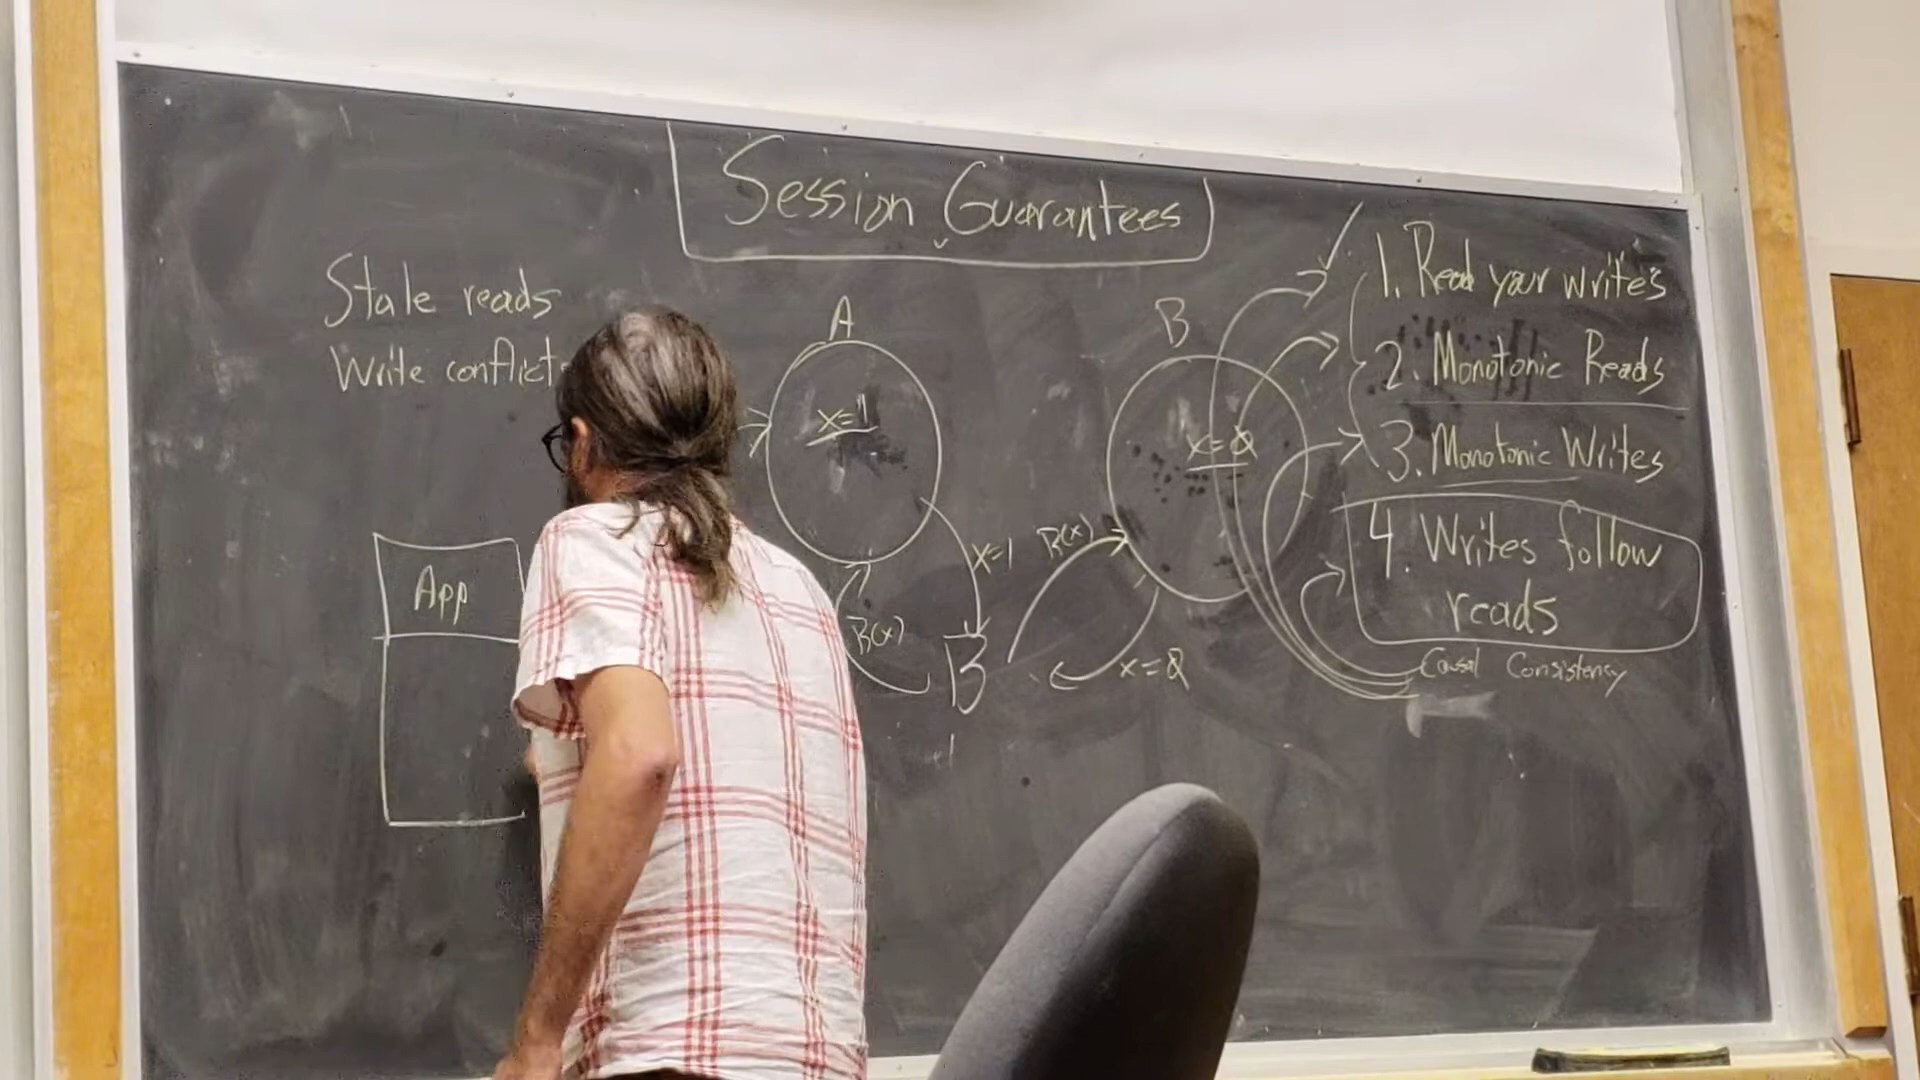 Session Guarantees
Stale reads
Write conflict
A
B
x=1
x=0
1. Read your writes
2. Monotonic Reads
3. Monotonic Writes
4. Writes follow
reads
Causal Consistency
App
x=1
R(x)
R(x)
B
x=0